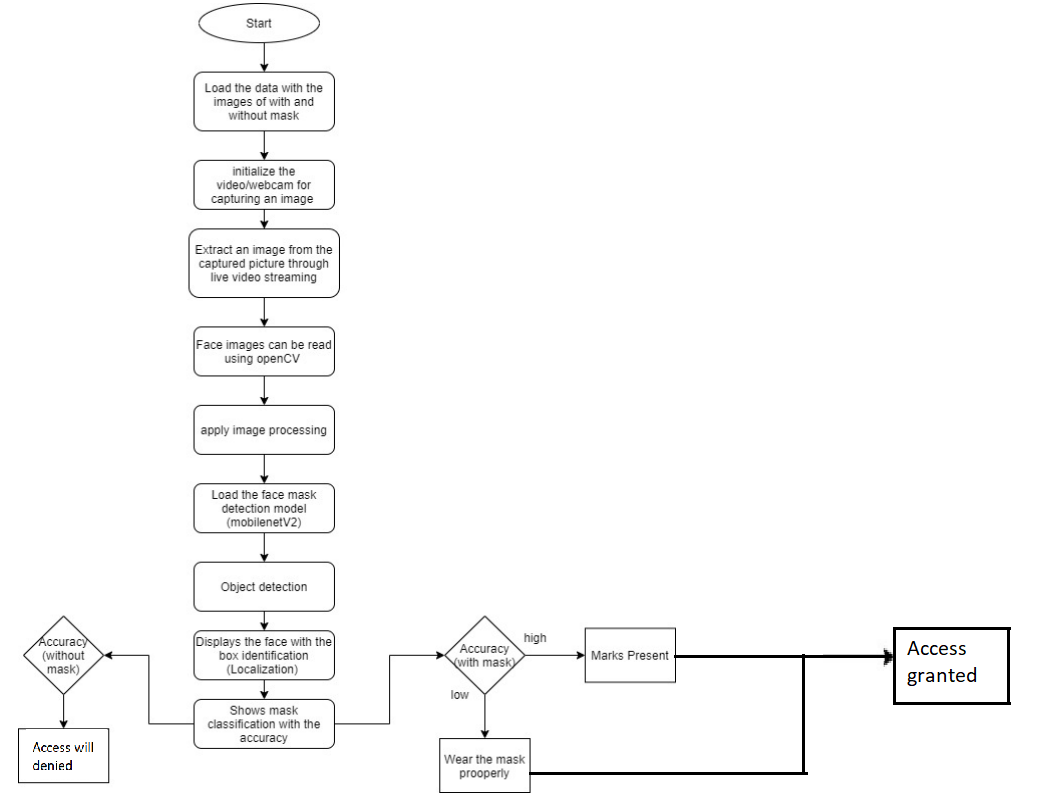 Start
Load the data with the
images of with and
without mask
initialize the
video/webcam for
capturing an image
Extract an image from the
captured picture through
live video streaming
Face images can be read
using openCV
apply image processing
Load the face mask
detection model
(mobilenetV2)
Object detection
Displays the face with the
box identification
(Localization)
Shows mask
classification with the
accuracy
Accuracy
(without
mask)
Access will
denied
Accuracy
(with mask)
high
low
Marks Present
Wear the mask
prooperly
Access
granted